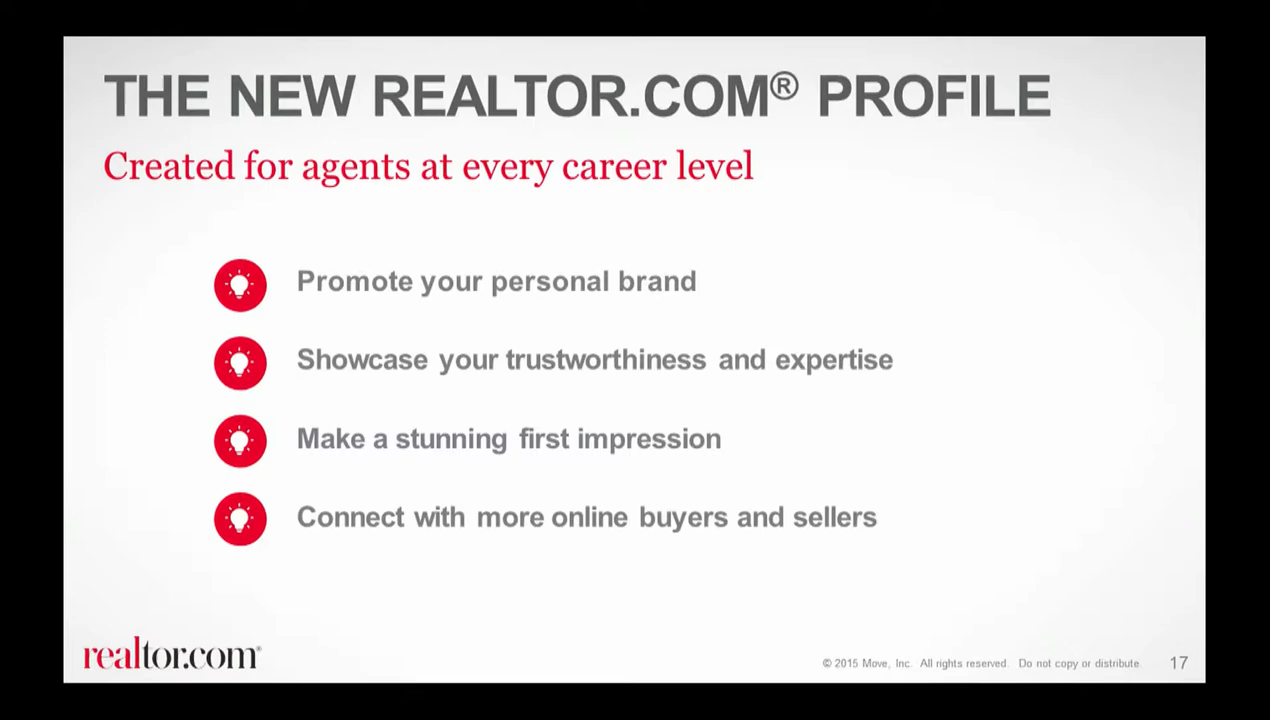 THE NEW REALTOR.COM® PROFILE
Created for agents at every career level
Promote your personal brand
Showcase your trustworthiness and expertise
Make a stunning first impression
Connect with more online buyers and sellers
realtor.com®
© 2015 Move, Inc. All rights reserved. Do not copy or distribute. 17